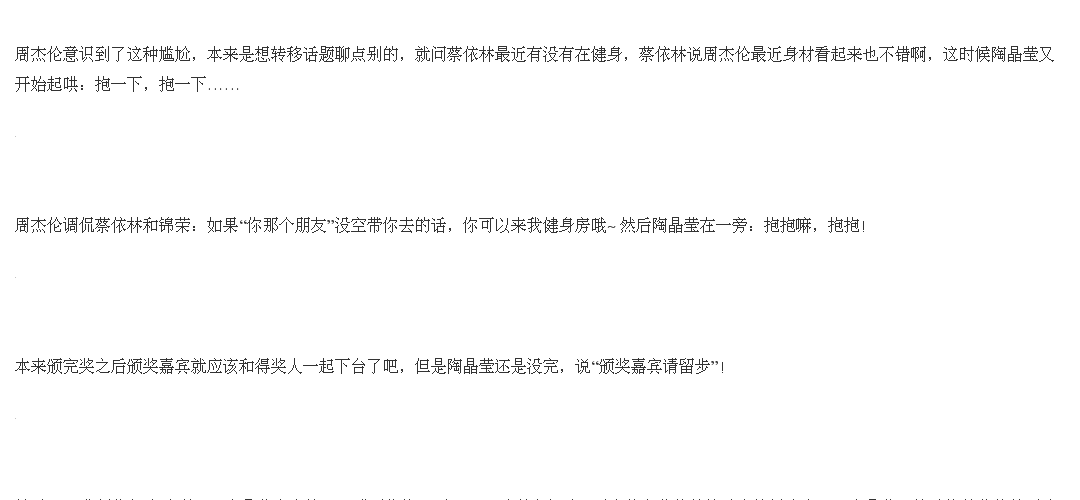 周杰伦意识到了这种尴尬，本来是想转移话题聊点别的，就问蔡依林最近有没有在健身，蔡依林说周杰伦最近身材看起来也不错啊，这时候陶晶莹又
开始起哄：抱一下，抱一下……
周杰伦调侃蔡依林和锦荣：如果“你那个朋友”没空带你去的话，你可以来我健身房哦~ 然后陶晶莹在一旁：抱抱嘛，抱抱！
本来颁完奖之后颁奖嘉宾就应该和得奖人一起下台了吧，但是陶晶莹还是没完，说“颁奖嘉宾请留步”！